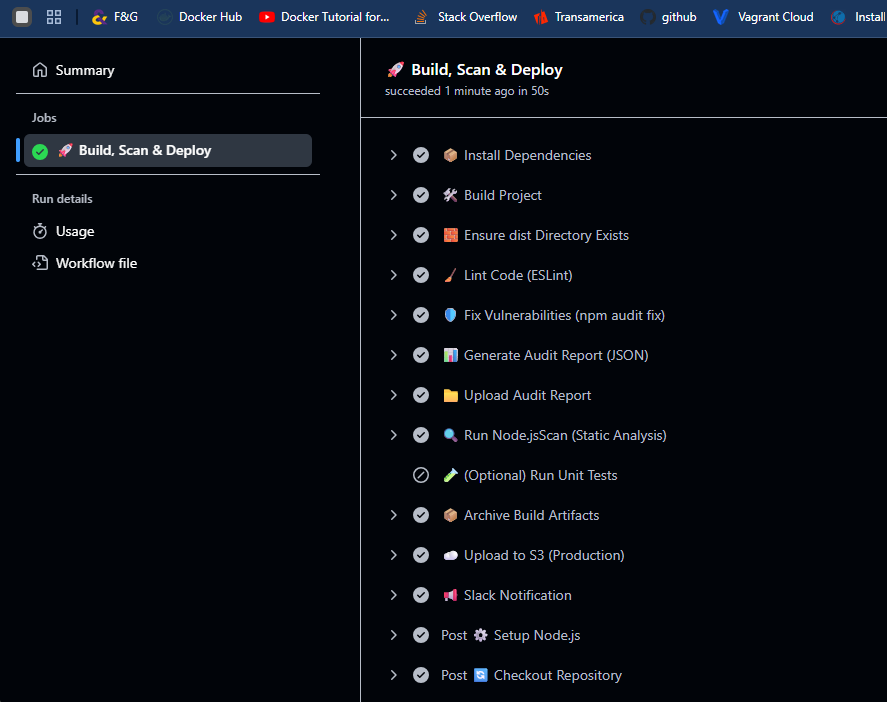 F&G Docker Hub Docker Tutorial for... Stack Overflow Transamerica github Vagrant Cloud Install
Summary
Jobs
🚀 Build, Scan & Deploy
Run details
Usage
Workflow file
🚀 Build, Scan & Deploy
succeeded 1 minute ago in 50s
📦 Install Dependencies
🛠 Build Project
🧱 Ensure dist Directory Exists
🖌 Lint Code (ESLint)
🛡 Fix Vulnerabilities (npm audit fix)
📊 Generate Audit Report (JSON)
📁 Upload Audit Report
🔍 Run Node.jsScan (Static Analysis)
🧪 (Optional) Run Unit Tests
📦 Archive Build Artifacts
☁ Upload to S3 (Production)
📢 Slack Notification
Post ⚙ Setup Node.js
Post 🔄 Checkout Repository